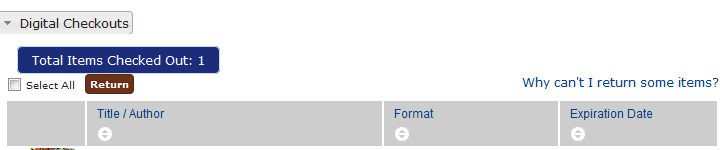 Digital Checkouts
Total Items Checked Out: 1
Select All Return Why can't I return some items?
Title / Author Format Expiration Date